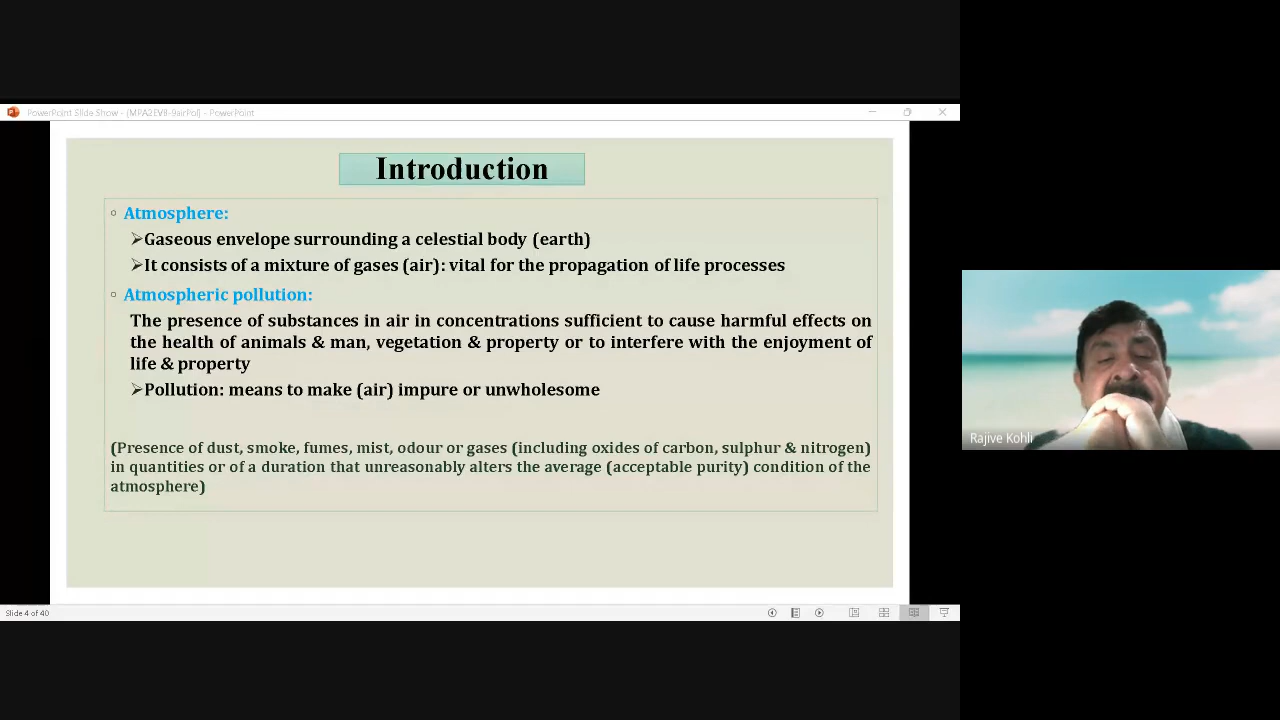 PowerPoint Slide Show - [MPA2EV8-9airPol] - PowerPoint
Introduction
Atmosphere:
➢Gaseous envelope surrounding a celestial body (earth)
➢It consists of a mixture of gases (air): vital for the propagation of life processes
Atmospheric pollution:
The presence of substances in air in concentrations sufficient to cause harmful effects on
the health of animals & man, vegetation & property or to interfere with the enjoyment of
life & property
➢Pollution: means to make (air) impure or unwholesome
(Presence of dust, smoke, fumes, mist, odour or gases (including oxides of carbon, sulphur & nitrogen)
in quantities or of a duration that unreasonably alters the average (acceptable purity) condition of the
atmosphere)
Rajive Kohli
Slide 4 of 40